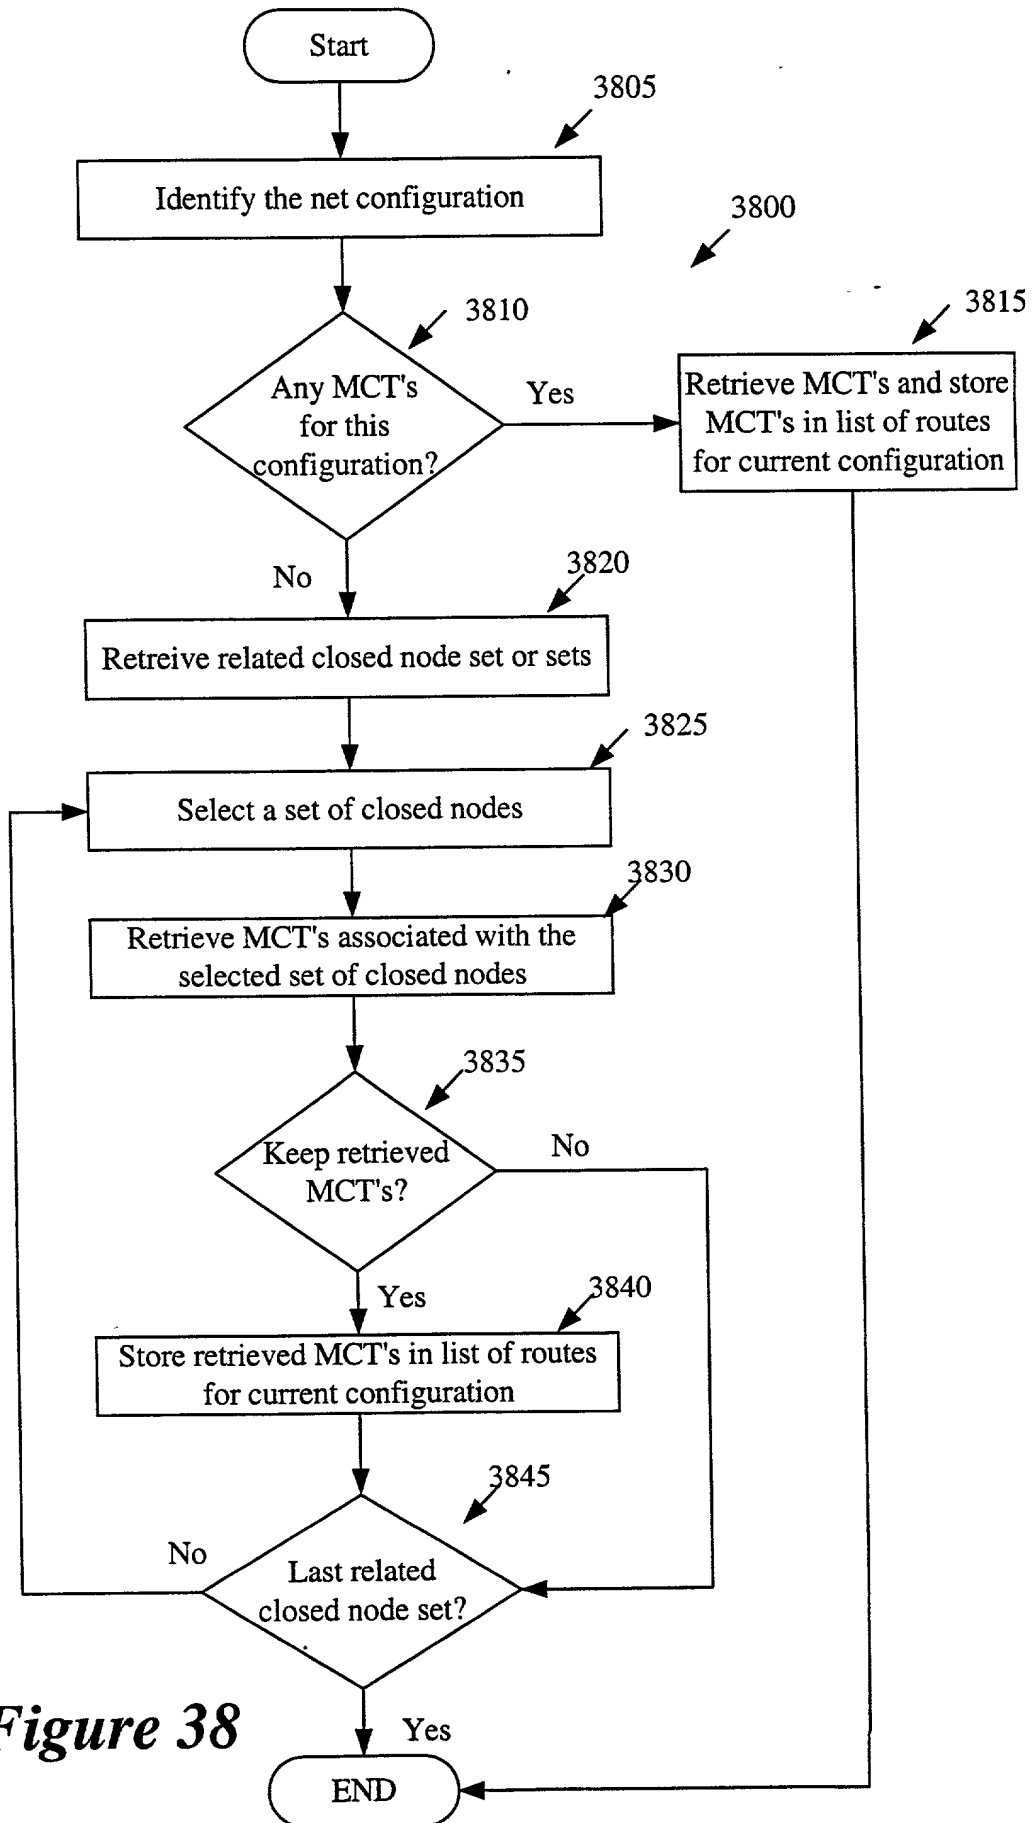 Start
3805
Identify the net configuration
3800
3810
3815
Any MCT's
for this
configuration?
Yes
Retrieve MCT's and store
MCT's in list of routes
for current configuration
No
3820
Retreive related closed node set or sets
3825
Select a set of closed nodes
3830
Retrieve MCT's associated with the
selected set of closed nodes
3835
Keep retrieved
MCT's?
No
Yes
3840
Store retrieved MCT's in list of routes
for current configuration
3845
No
Last related
closed node set?
Figure 38
Yes
END